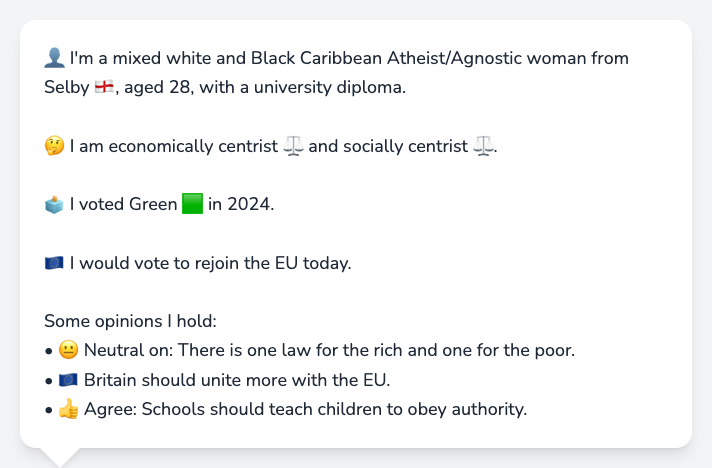 👤 I'm a mixed white and Black Caribbean Atheist/Agnostic woman from
Selby 🏴󠁧󠁢󠁥󠁮󠁧󠁿, aged 28, with a university diploma.
🤔 I am economically centrist ⚖️ and socially centrist ⚖️.
🗳️ I voted Green 🟩 in 2024.
🇪🇺 I would vote to rejoin the EU today.
Some opinions I hold:
• 😐 Neutral on: There is one law for the rich and one for the poor.
• 🇪🇺 Britain should unite more with the EU.
• 👍 Agree: Schools should teach children to obey authority.